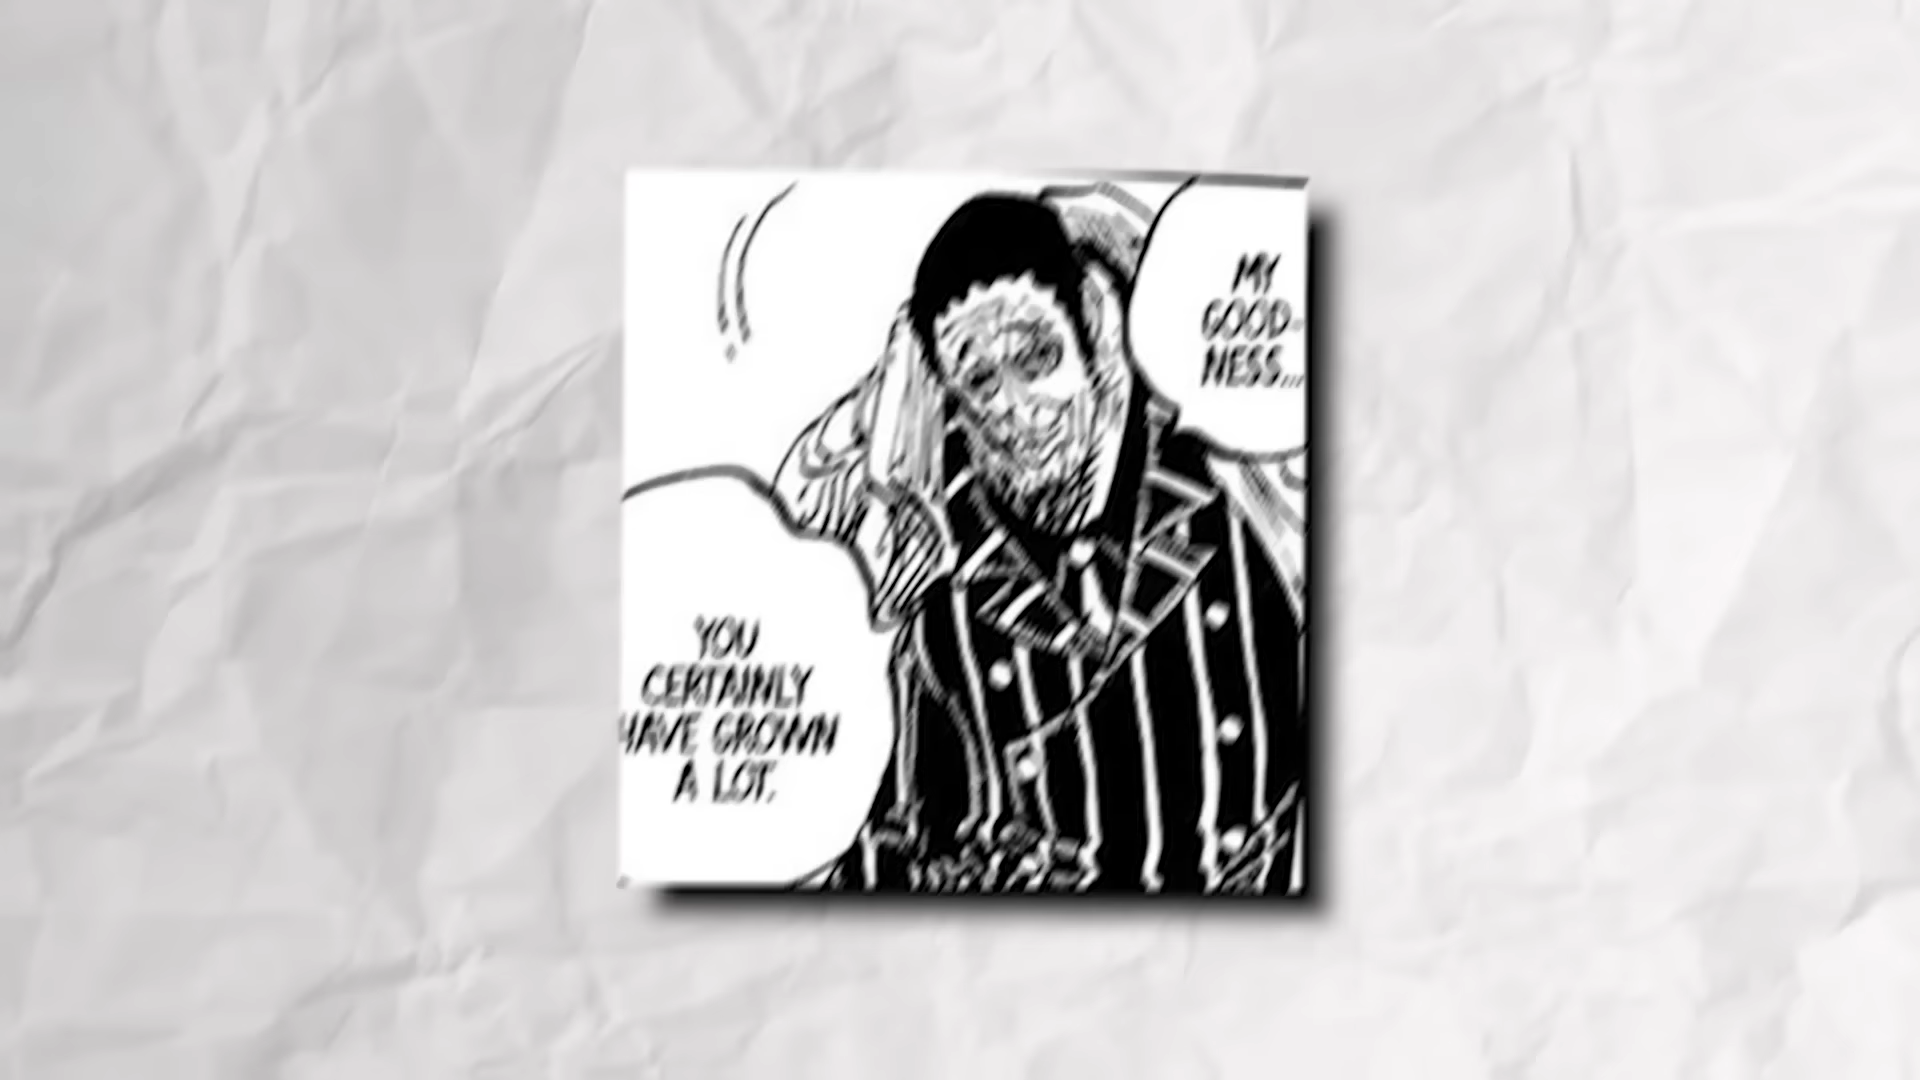 MY
GOOD-
NESS...
YOU
CERTAINLY
HAVE GROWN
A LOT.